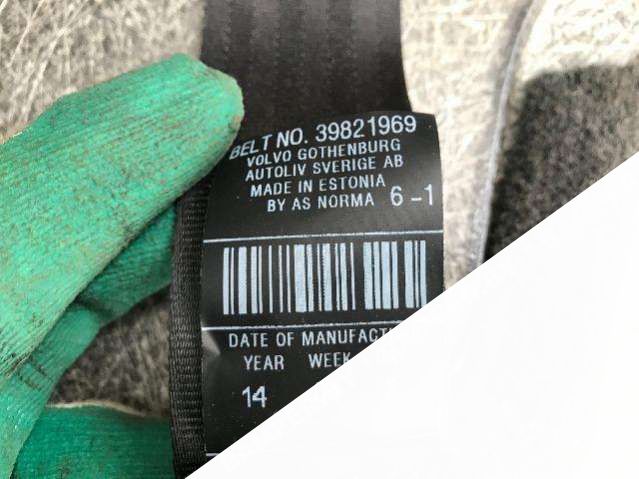 BELT NO. 39821969
VOLVO GOTHENBURG
AUTOLIV SVERIGE AB
MADE IN ESTONIA
BY AS NORMA 6-1
DATE OF
YEAR WEEK
14